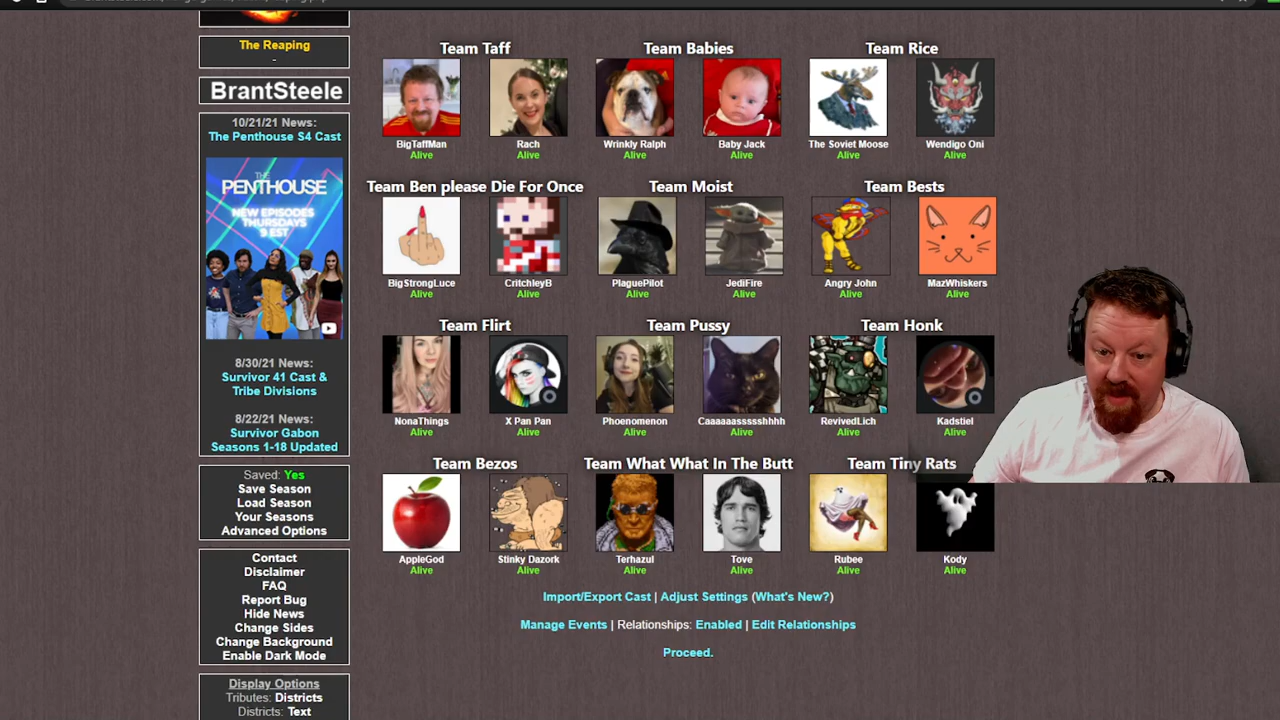 The Reaping
-
BrantSteele
10/21/21 News:
The Penthouse S4 Cast
THE
PENTHOUSE
NEW EPISODES
THURSDAYS
9 EST
8/30/21 News:
Survivor 41 Cast &
Tribe Divisions
8/22/21 News:
Survivor Gabon
Seasons 1-18 Updated
Saved: Yes
Save Season
Load Season
Your Seasons
Advanced Options
Contact
Disclaimer
FAQ
Report Bug
Hide News
Change Sides
Change Background
Enable Dark Mode
Display Options
Tributes: Districts
Districts: Text
Team Taff Team Babies Team Rice
BigTaffMan Rach Wrinkly Ralph Baby Jack The Soviet Moose Wendigo Oni
Alive Alive Alive Alive Alive Alive
Team Ben please Die For Once Team Moist Team Bests
BigStrongLuce CritchleyB PlaguePilot JediFire Angry John MazWhiskers
Alive Alive Alive Alive Alive Alive
Team Flirt Team Pussy Team Honk
NonaThings X Pan Pan Phoenomenon Caaaaaassssshhhh RevivedLich Kadstiel
Alive Alive Alive Alive Alive Alive
Team Bezos Team What What In The Butt Team Tiny Rats
AppleGod Stinky Dazork Terhazul Tove Rubee Kody
Alive Alive Alive Alive Alive Alive
Import/Export Cast | Adjust Settings (What's New?)
Manage Events | Relationships: Enabled | Edit Relationships
Proceed.